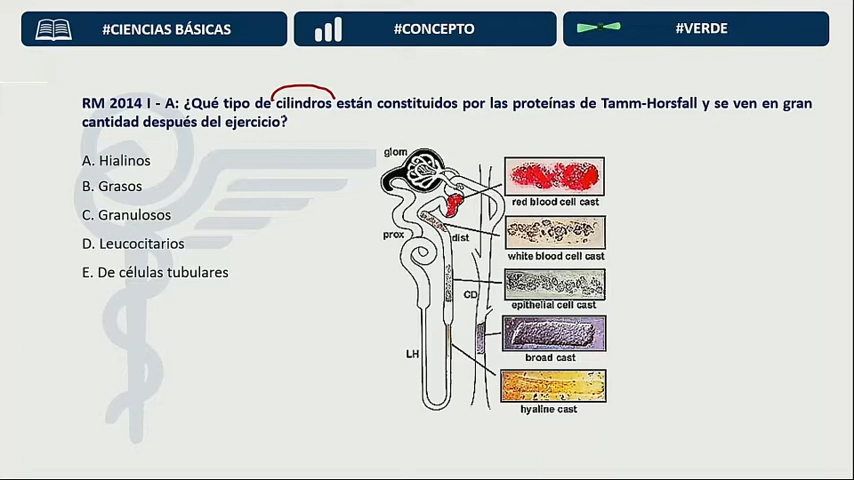 #CIENCIAS BÁSICAS
#CONCEPTO
#VERDE
RM 2014 I - A: ¿Qué tipo de cilindros están constituidos por las proteínas de Tamm-Horsfall y se ven en gran
cantidad después del ejercicio?
A. Hialinos
B. Grasos
C. Granulosos
D. Leucocitarios
E. De células tubulares
glom
red blood cell cast
prox
dist
white blood cell cast
CD
epithelial cell cast
LH
broad cast
hyaline cast